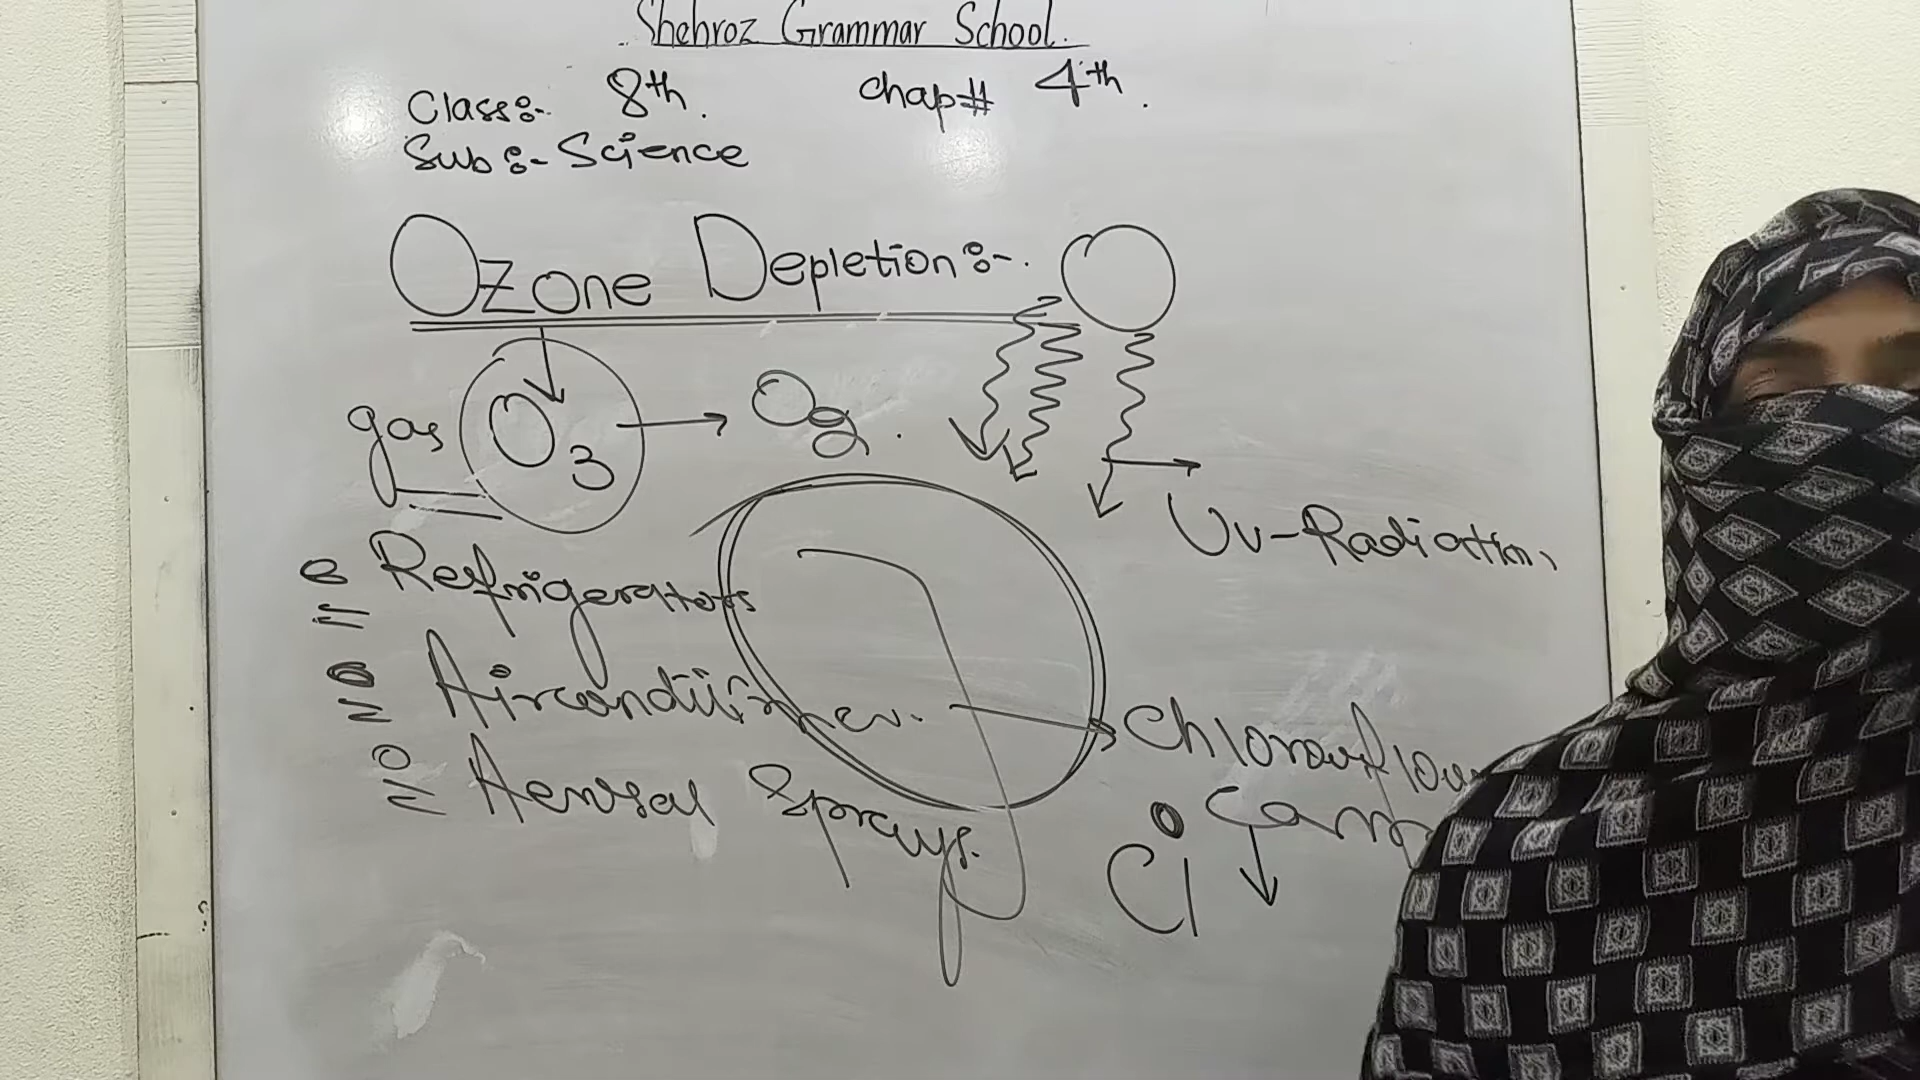 Shehroz Grammar School.
Class:- 8th. Chap# 4th.
Sub:- Science
Ozone Depletion:-.
gas O3 → O2.
Uv-Radiation
Refrigerators
Airconditioner.
Aerosal Sprays.
Cl